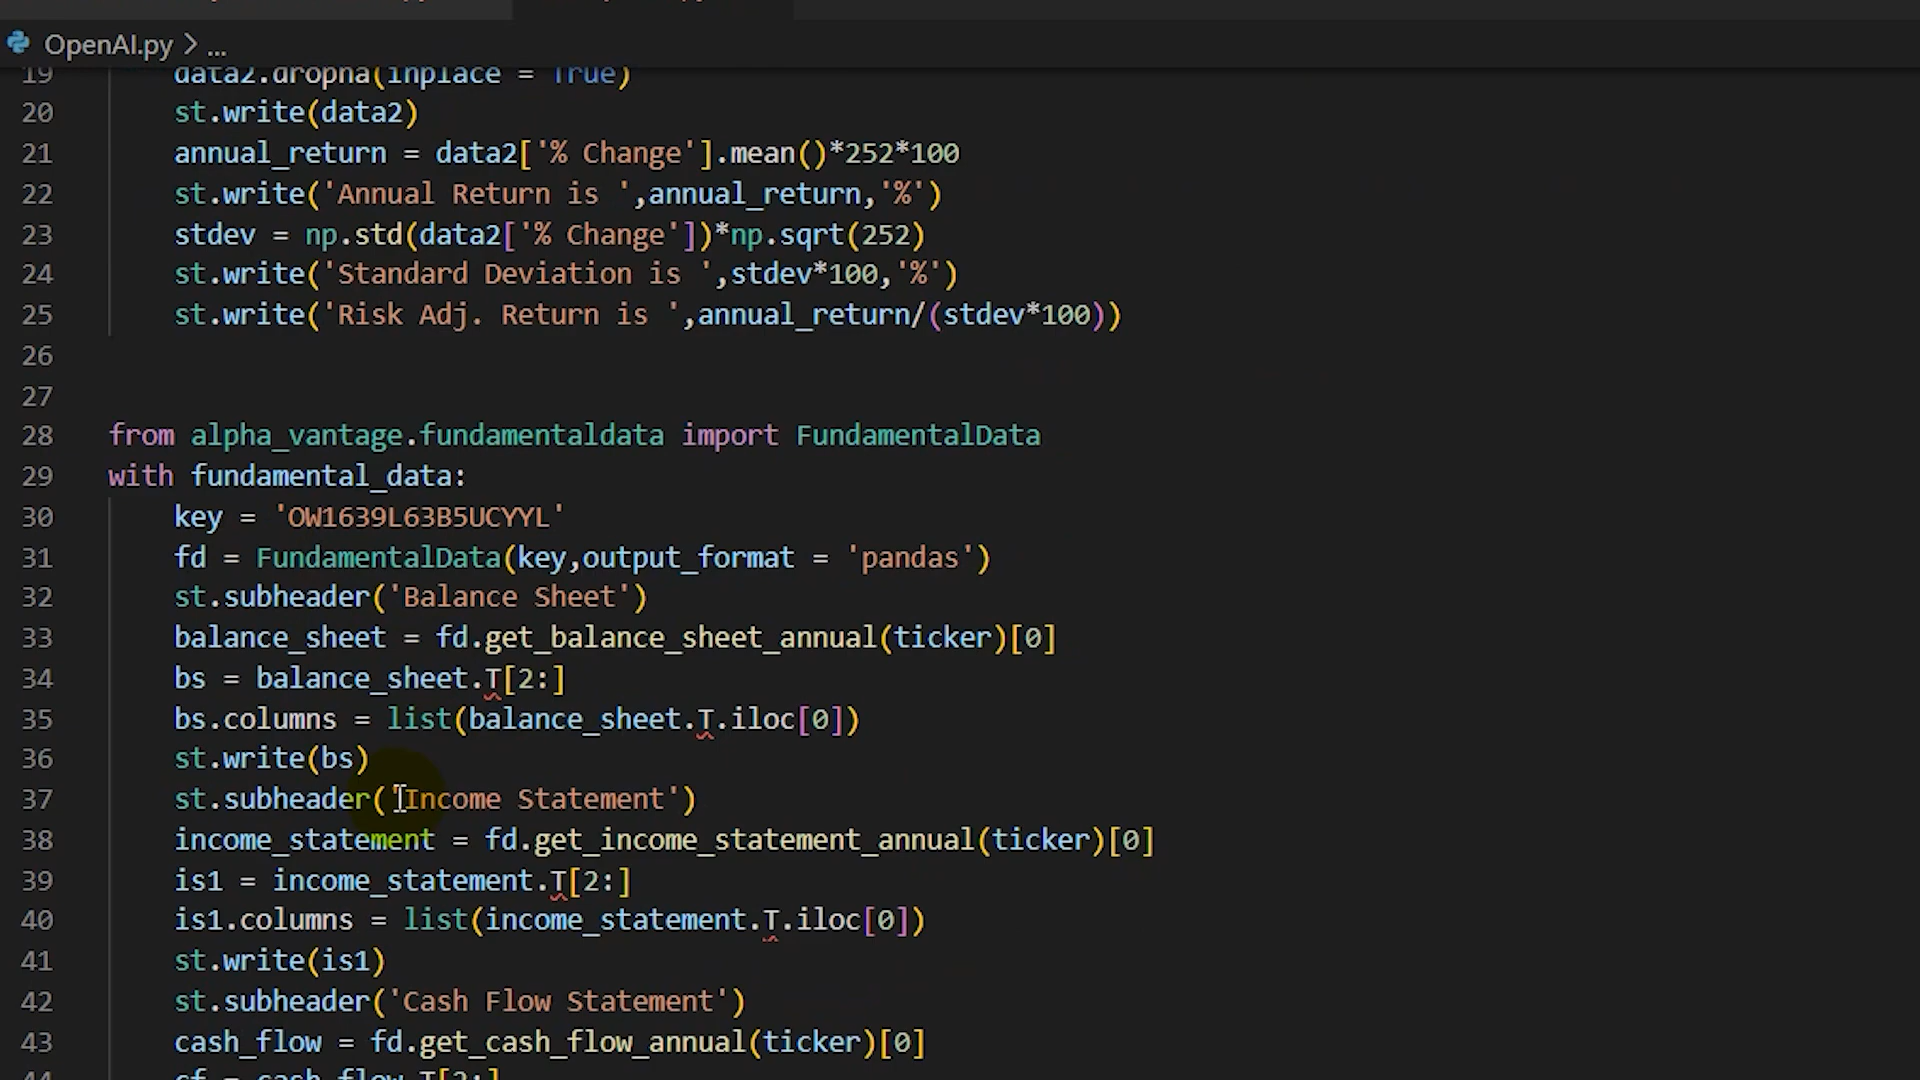 OpenAI.py > ...
19 data2.dropna(inplace = True)
20 st.write(data2)
21 annual_return = data2['% Change'].mean()*252*100
22 st.write('Annual Return is ',annual_return,'%')
23 stdev = np.std(data2['% Change'])*np.sqrt(252)
24 st.write('Standard Deviation is ',stdev*100,'%')
25 st.write('Risk Adj. Return is ',annual_return/(stdev*100))
26
27
28 from alpha_vantage.fundamentaldata import FundamentalData
29 with fundamental_data:
30 key = 'OW1639L63B5UCYYL'
31 fd = FundamentalData(key,output_format = 'pandas')
32 st.subheader('Balance Sheet')
33 balance_sheet = fd.get_balance_sheet_annual(ticker)[0]
34 bs = balance_sheet.T[2:]
35 bs.columns = list(balance_sheet.T.iloc[0])
36 st.write(bs)
37 st.subheader('Income Statement')
38 income_statement = fd.get_income_statement_annual(ticker)[0]
39 is1 = income_statement.T[2:]
40 is1.columns = list(income_statement.T.iloc[0])
41 st.write(is1)
42 st.subheader('Cash Flow Statement')
43 cash_flow = fd.get_cash_flow_annual(ticker)[0]
44 cf = cash_flow.T[2:]